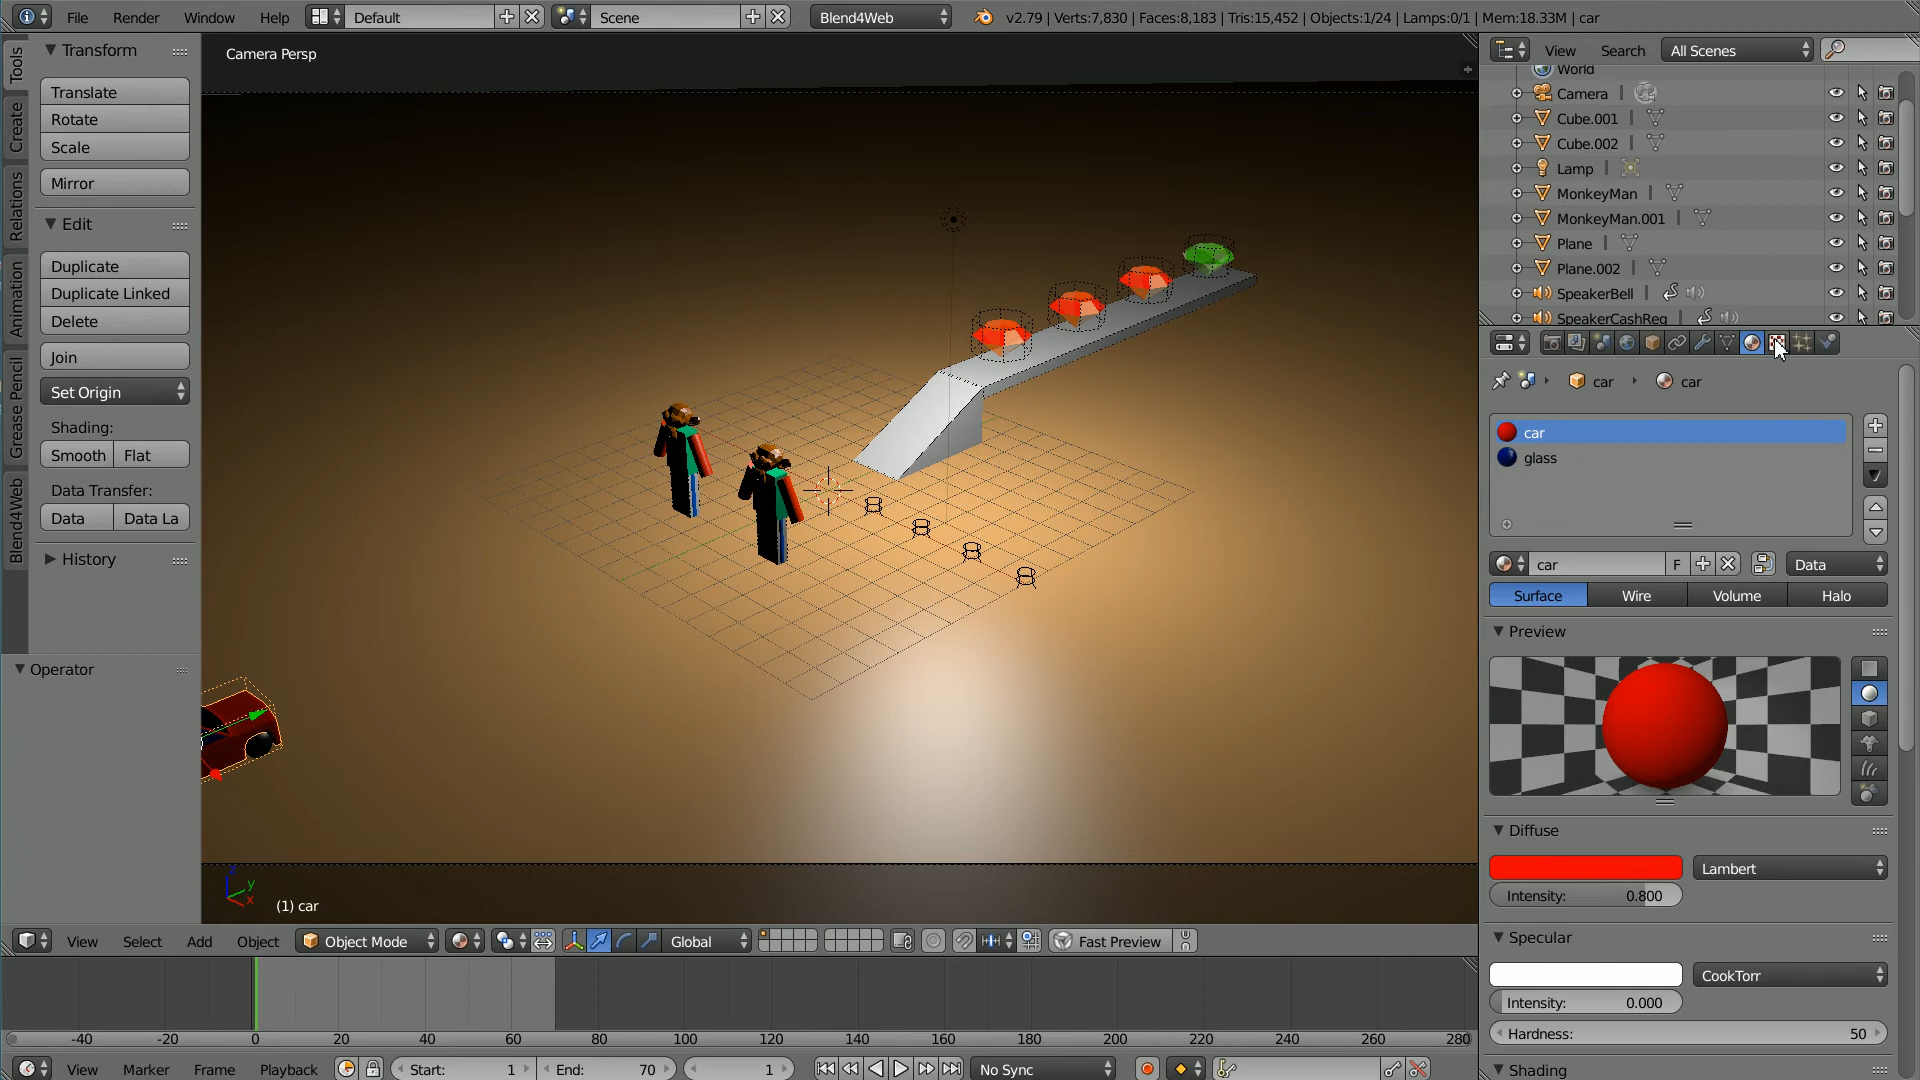 File Render Window Help Default Scene Blend4Web v2.79 | Verts:7,830 | Faces:8,183 | Tris:15,452 | Objects:1/24 | Lamps:0/1 | Mem:18.33M | car
Tools
Create
Relations
Animation
Grease Pencil
Blend4Web
Transform
Translate
Rotate
Scale
Mirror
Edit
Duplicate
Duplicate Linked
Delete
Join
Set Origin
Shading:
Smooth Flat
Data Transfer:
Data Data La
History
Operator
Camera Persp
z
y
x
(1) car
View Select Add Object Object Mode Global Fast Preview
-40 -20 0 20 40 60 80 100 120 140 160 180 200 220 240 260 280
View Marker Frame Playback Start: 1 End: 70 1 No Sync
View Search All Scenes
World
Camera
Cube.001
Cube.002
Lamp
MonkeyMan
MonkeyMan.001
Plane
Plane.002
SpeakerBell
SpeakerCashReg
car car
car
glass
car F Data
Surface Wire Volume Halo
Preview
Diffuse
Lambert
Intensity: 0.800
Specular
CookTorr
Intensity: 0.000
Hardness: 50
Shading